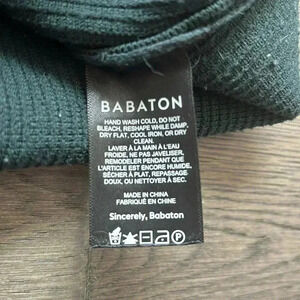 BABATON
HAND WASH COLD, DO NOT
BLEACH, RESHAPE WHILE DAMP,
DRY FLAT, COOL IRON, OR DRY
CLEAN.
LAVER À LA MAIN À L'EAU
FROIDE, NE PAS JAVELISER,
REMODELER PENDANT QUE
L'ARTICLE EST ENCORE HUMIDE,
SÉCHER À PLAT, REPASSAGE
DOUX, OU NETTOYER À SEC.
MADE IN CHINA
FABRIQUÉ EN CHINE
Sincerely, Babaton